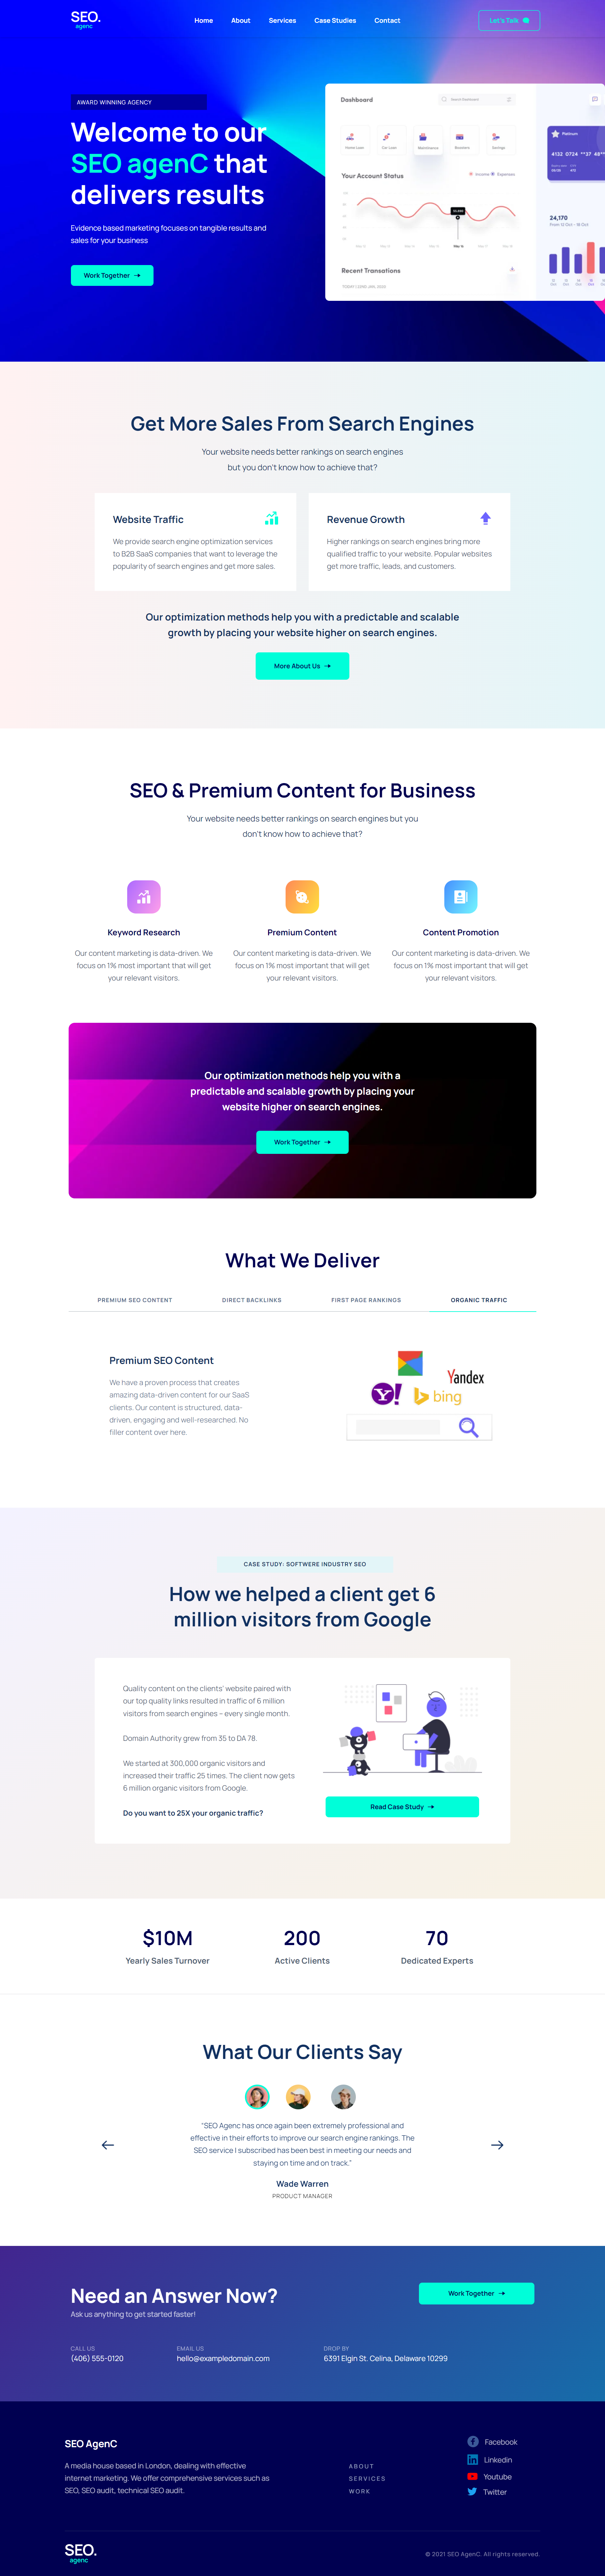 SEO.
agenc
Home About Services Case Studies Contact
Let's Talk
AWARD WINNING AGENCY
Welcome to our
SEO agenC that
delivers results
Evidence based marketing focuses on tangible results and
sales for your business
Work Together
Dashboard
Search Dashboard
Home Loan Car Loan Maintainance Business Savings
Your Account Status
Income Expenses
Recent Transations
Platinum
4132 0724
24,170
From 12 Oct - 18 Oct
Get More Sales From Search Engines
Your website needs better rankings on search engines
but you don't know how to achieve that?
Website Traffic
We provide search engine optimization services
to B2B SaaS companies that want to leverage the
popularity of search engines and get more sales.
Revenue Growth
Higher rankings on search engines bring more
qualified traffic to your website. Popular websites
get more traffic, leads, and customers.
Our optimization methods help you with a predictable and scalable
growth by placing your website higher on search engines.
More About Us
SEO & Premium Content for Business
Your website needs better rankings on search engines but you
don't know how to achieve that?
Keyword Research
Our content marketing is data-driven. We
focus on 1% most important that will get
your relevant visitors.
Premium Content
Our content marketing is data-driven. We
focus on 1% most important that will get
your relevant visitors.
Content Promotion
Our content marketing is data-driven. We
focus on 1% most important that will get
your relevant visitors.
Our optimization methods help you with a
predictable and scalable growth by placing your
website higher on search engines.
Work Together
What We Deliver
PREMIUM SEO CONTENT DIRECT BACKLINKS FIRST PAGE RANKINGS ORGANIC TRAFFIC
Premium SEO Content
We have a proven process that creates
amazing data-driven content for our SaaS
clients. Our content is structured, data-
driven, engaging and well-researched. No
filler content over here.
Yandex
Y!
bing
CASE STUDY: SOFTWERE INDUSTRY SEO
How we helped a client get 6
million visitors from Google
Quality content on the clients' website paired with
our top quality links resulted in traffic of 6 million
visitors from search engines – every single month.
Domain Authority grew from 35 to DA 78.
We started at 300,000 organic visitors and
increased their traffic 25 times. The client now gets
6 million organic visitors from Google.
Do you want to 25X your organic traffic?
Read Case Study
$10M
Yearly Sales Turnover
200
Active Clients
70
Dedicated Experts
What Our Clients Say
"SEO Agenc has once again been extremely professional and
effective in their efforts to improve our search engine rankings. The
SEO service I subscribed has been best in meeting our needs and
staying on time and on track."
Wade Warren
PRODUCT MANAGER
Need an Answer Now?
Ask us anything to get started faster!
Work Together
CALL US
(406) 555-0120
EMAIL US
hello@exampledomain.com
DROP BY
6391 Elgin St. Celina, Delaware 10299
SEO AgenC
A media house based in London, dealing with effective
internet marketing. We offer comprehensive services such as
SEO, SEO audit, technical SEO audit.
ABOUT
SERVICES
WORK
Facebook
Linkedin
Youtube
Twitter
SEO.
agenc
© 2021 SEO AgenC. All rights reserved.